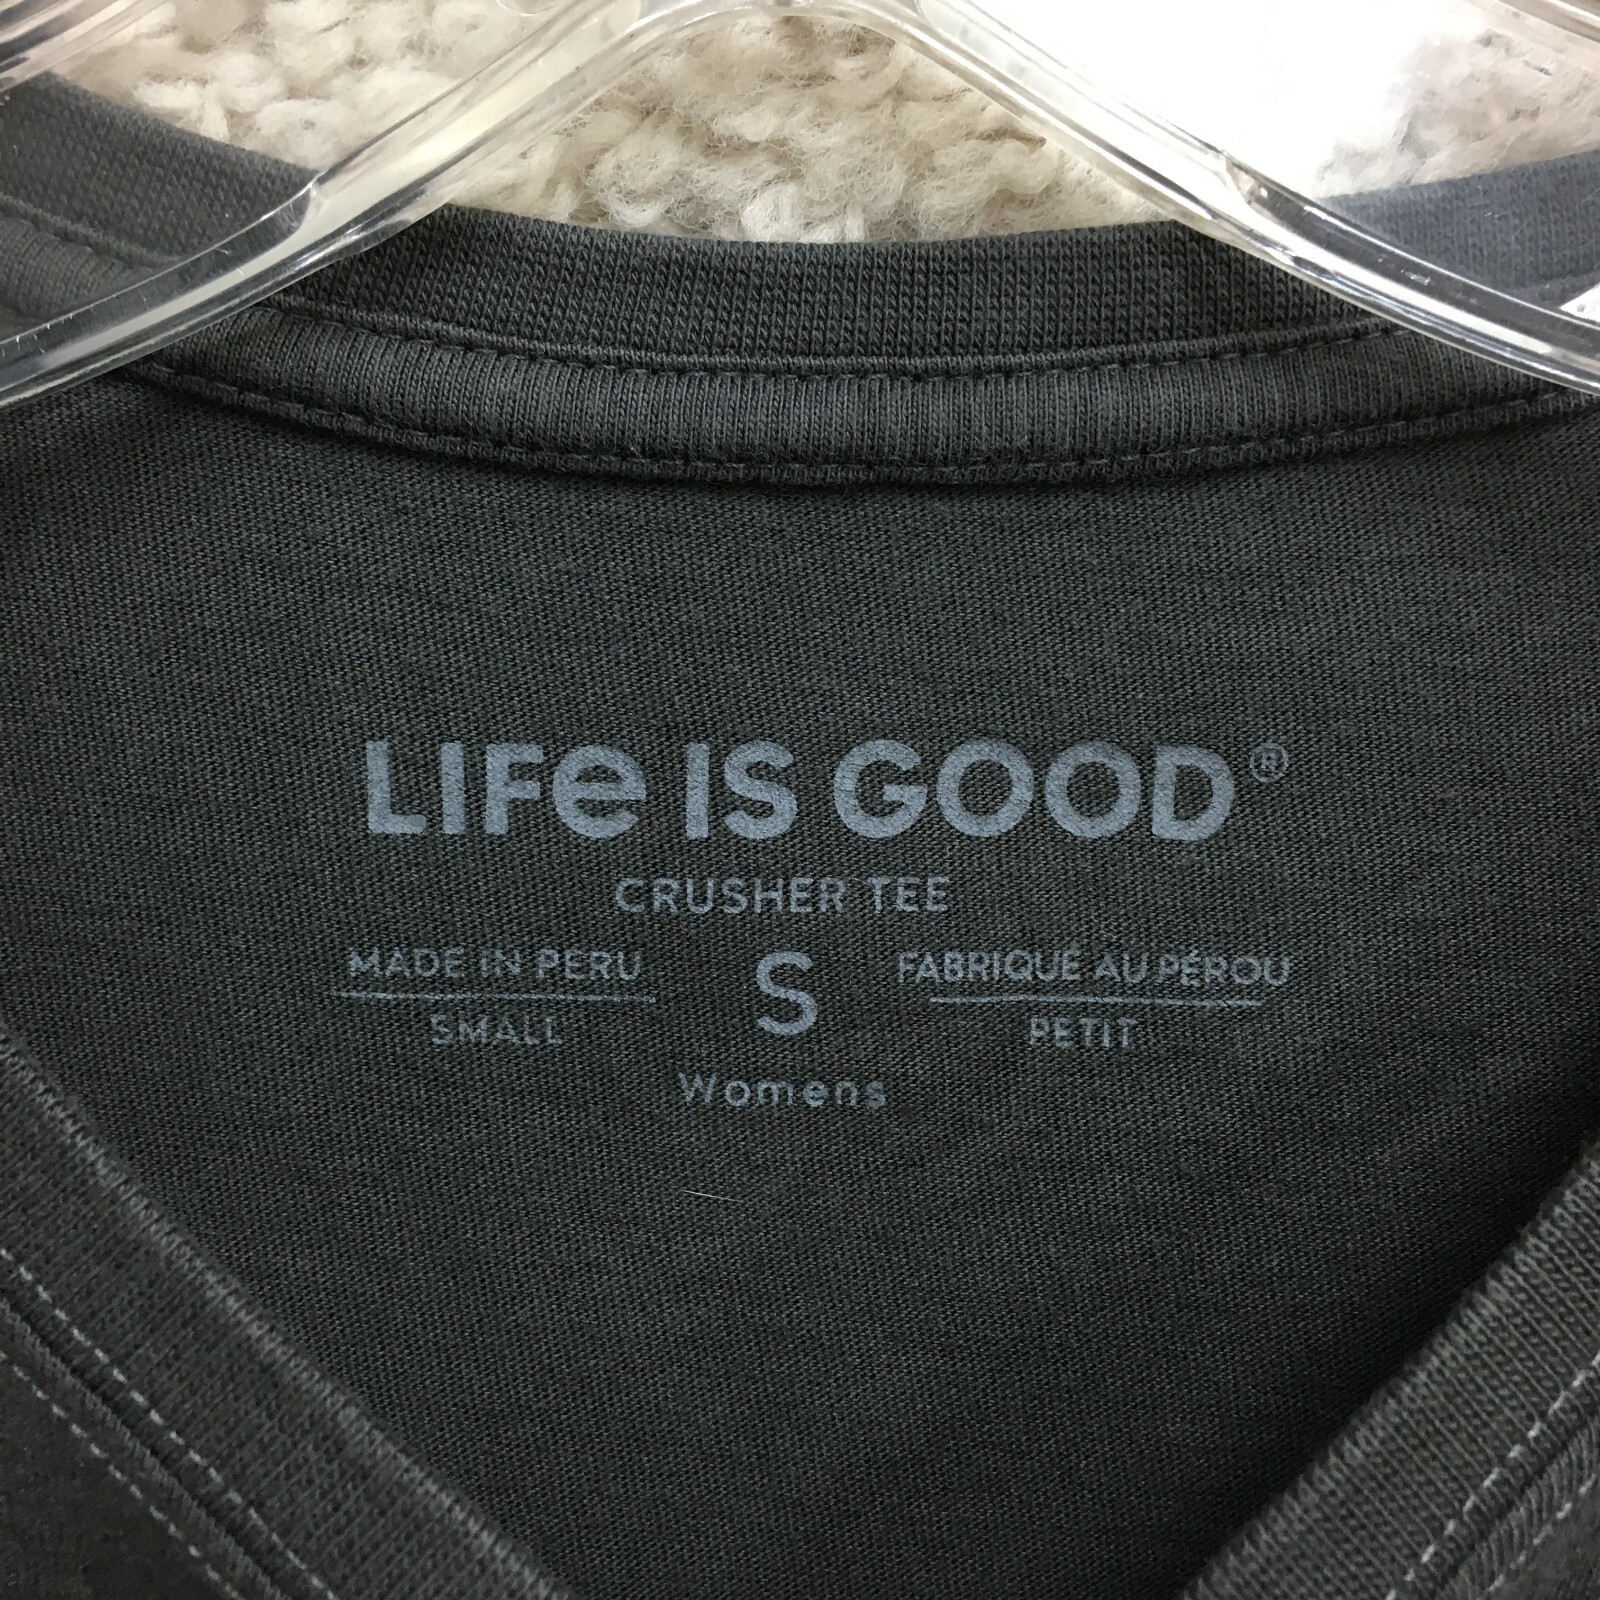 LIFe IS GOOD®
CRUSHER TEE
MADE IN PERU
SMALL
S
FABRIQUÉ AU PÉROU
PETIT
Womens